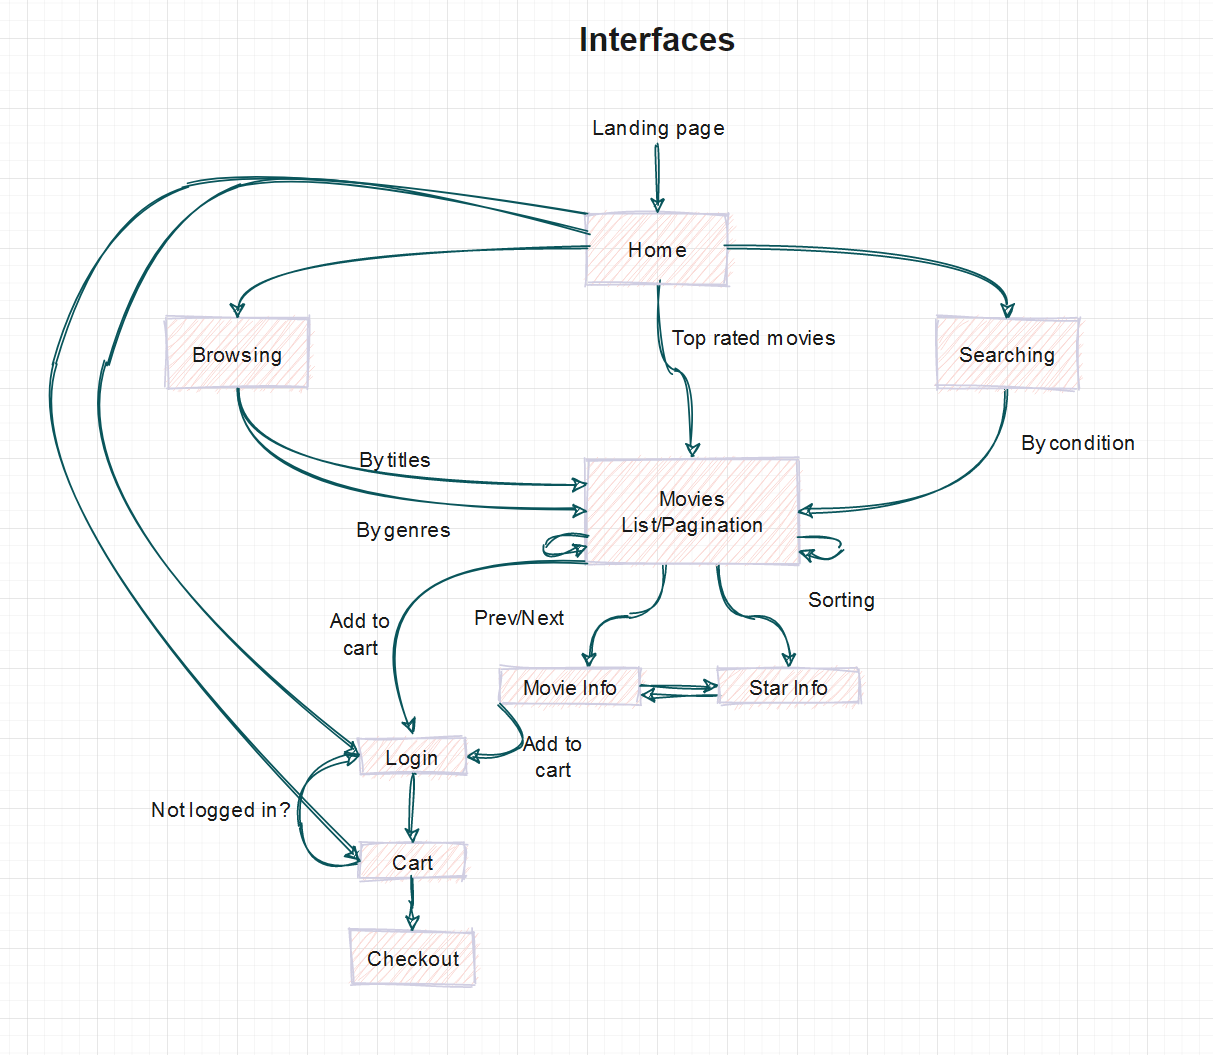 Interfaces
Landing page
Home
Top rated movies
Browsing
Searching
By condition
By titles
Movies
List/Pagination
By genres
Sorting
Add to
cart
Prev/Next
Movie Info
Star Info
Add to
cart
Login
Not logged in?
Cart
Checkout